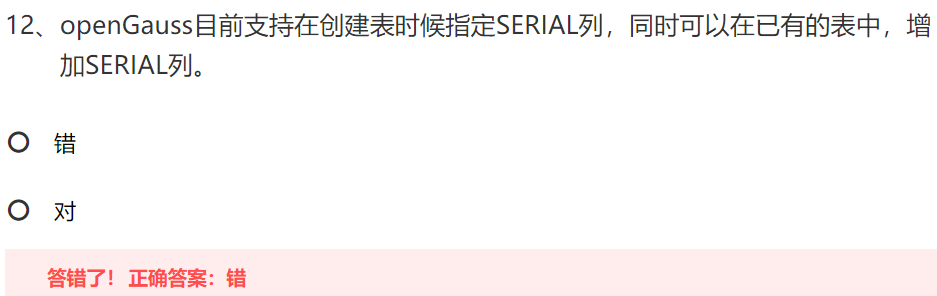 12、openGauss目前支持在创建表时候指定SERIAL列，同时可以在已有的表中，增
加SERIAL列。
错
对
答错了！正确答案：错